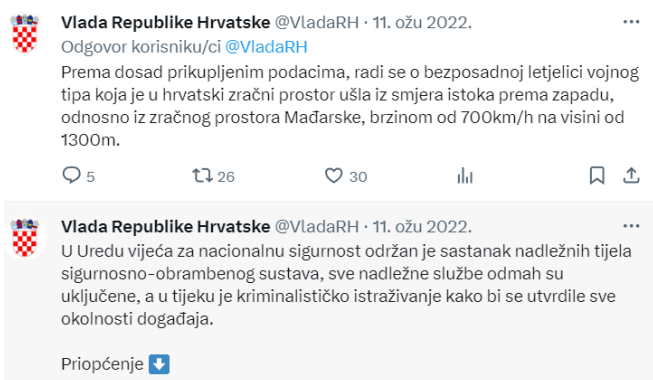 Vlada Republike Hrvatske @VladaRH · 11. ožu 2022.
Odgovor korisniku/ci @VladaRH
Prema dosad prikupljenim podacima, radi se o bezposadnoj letjelici vojnog
tipa koja je u hrvatski zračni prostor ušla iz smjera istoka prema zapadu,
odnosno iz zračnog prostora Mađarske, brzinom od 700km/h na visini od
1300m.
5 26 30
Vlada Republike Hrvatske @VladaRH · 11. ožu 2022.
U Uredu vijeća za nacionalnu sigurnost održan je sastanak nadležnih tijela
sigurnosno-obrambenog sustava, sve nadležne službe odmah su
uključene, a u tijeku je kriminalističko istraživanje kako bi se utvrdile sve
okolnosti događaja.
Priopćenje ⬇️